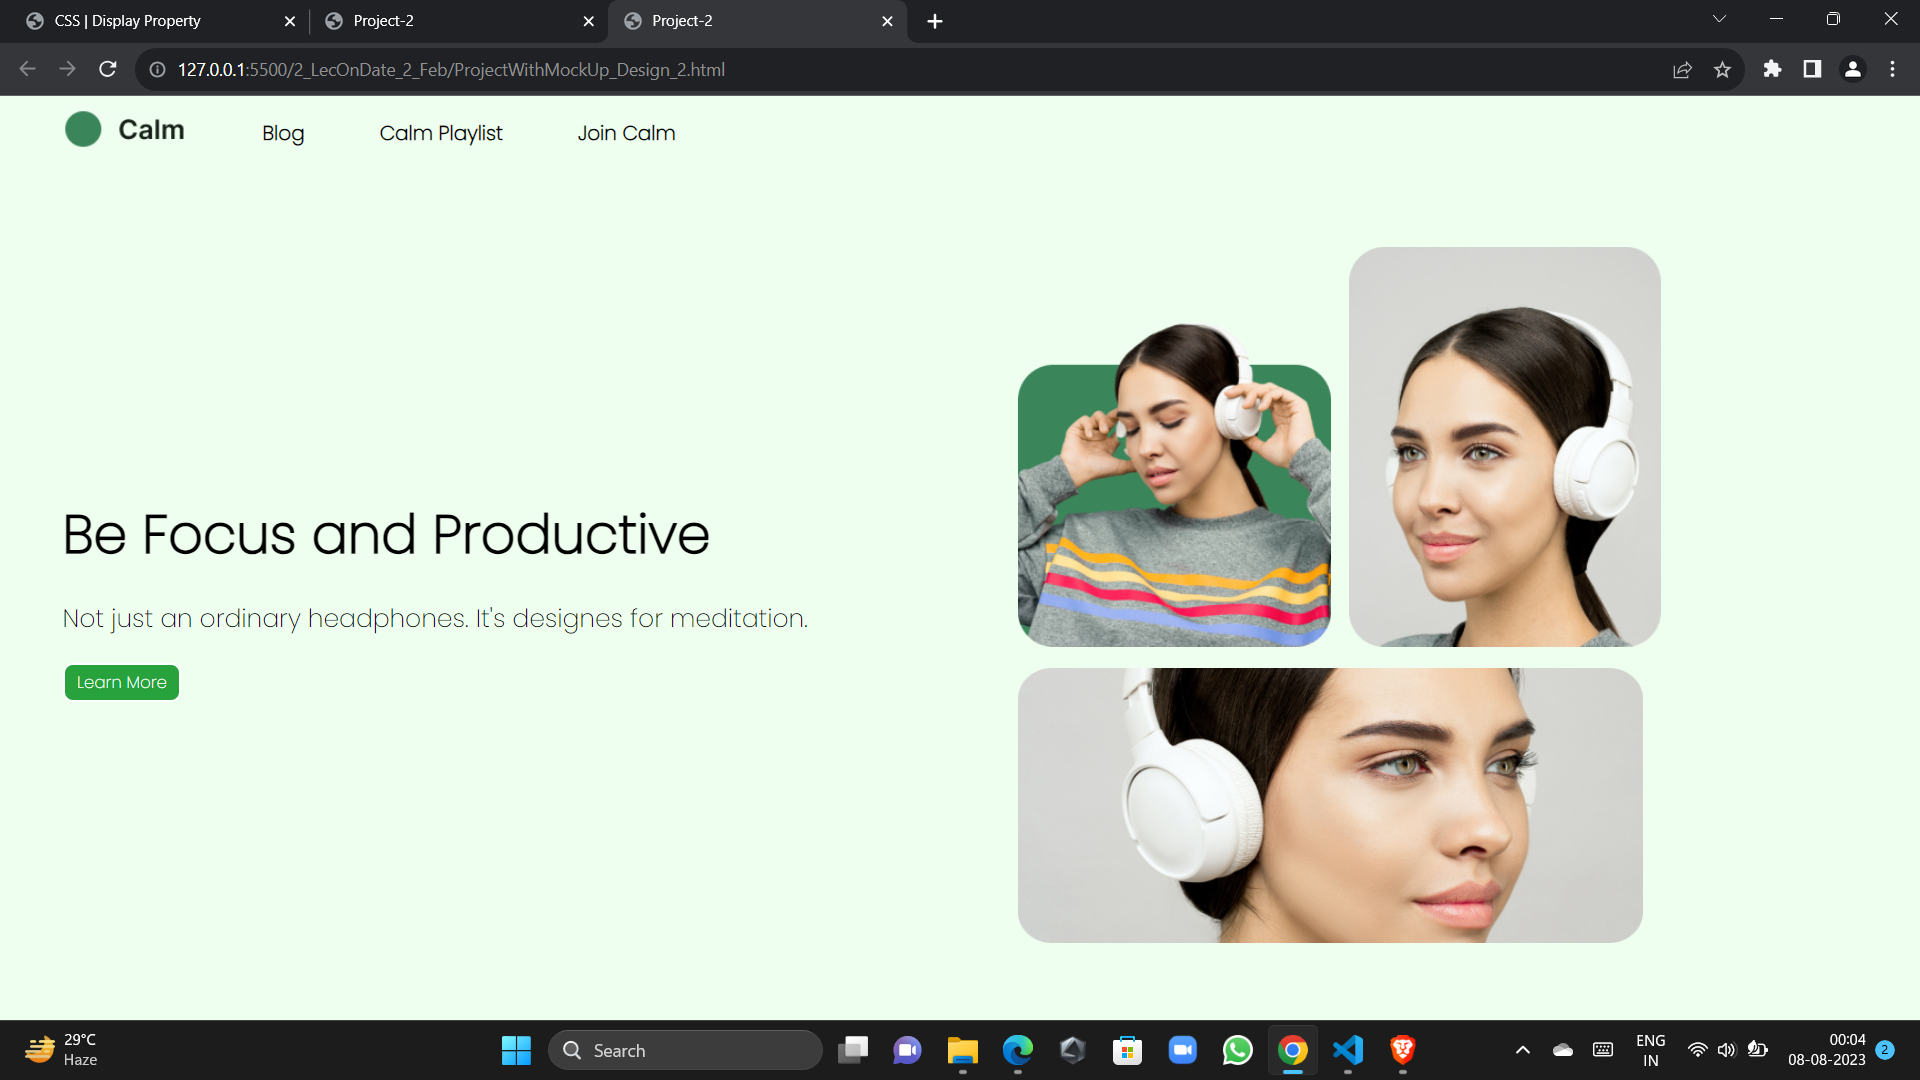 CSS | Display Property
Project-2
Project-2
127.0.0.1:5500/2_LecOnDate_2_Feb/ProjectWithMockUp_Design_2.html
Calm
Blog
Calm Playlist
Join Calm
Be Focus and Productive
Not just an ordinary headphones. It's designes for meditation.
Learn More
29°C
Haze
Search
ENG
IN
00:04
08-08-2023
2